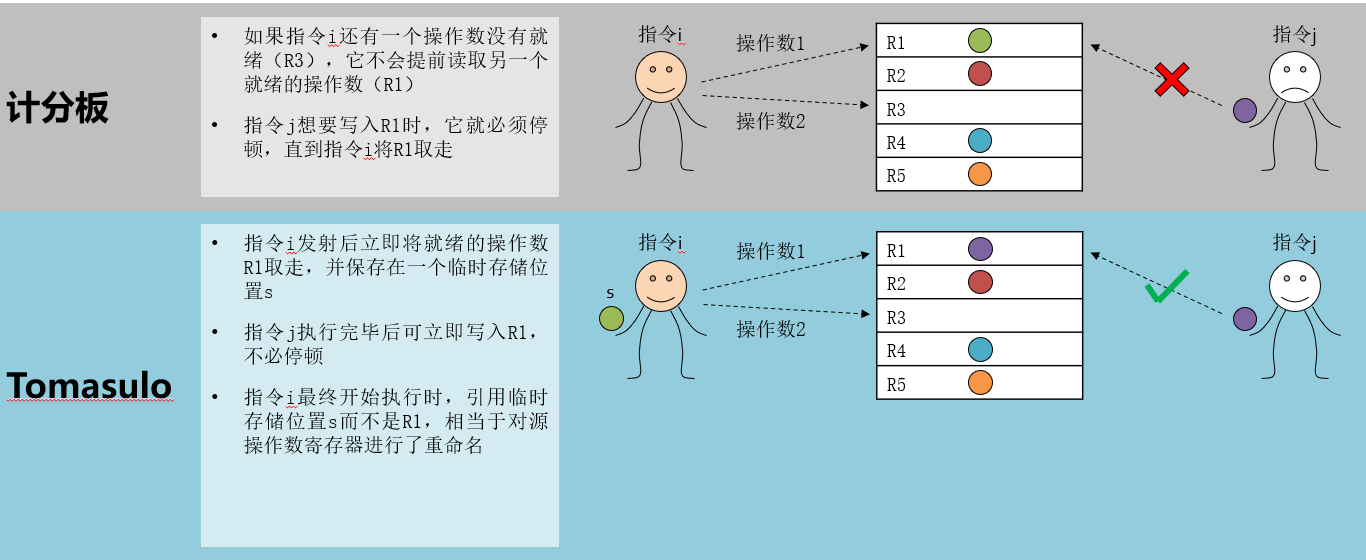 计分板
• 如果指令i还有一个操作数没有就
绪（R3），它不会提前读取另一个
就绪的操作数（R1）
• 指令j想要写入R1时，它就必须停
顿，直到指令i将R1取走
指令i
操作数1
操作数2
R1
R2
R3
R4
R5
指令j
Tomasulo
• 指令i发射后立即将就绪的操作数
R1取走，并保存在一个临时存储位
置s
• 指令j执行完毕后可立即写入R1，
不必停顿
• 指令i最终开始执行时，引用临时
存储位置s而不是R1，相当于对源
操作数寄存器进行了重命名
指令i
s
操作数1
操作数2
R1
R2
R3
R4
R5
指令j